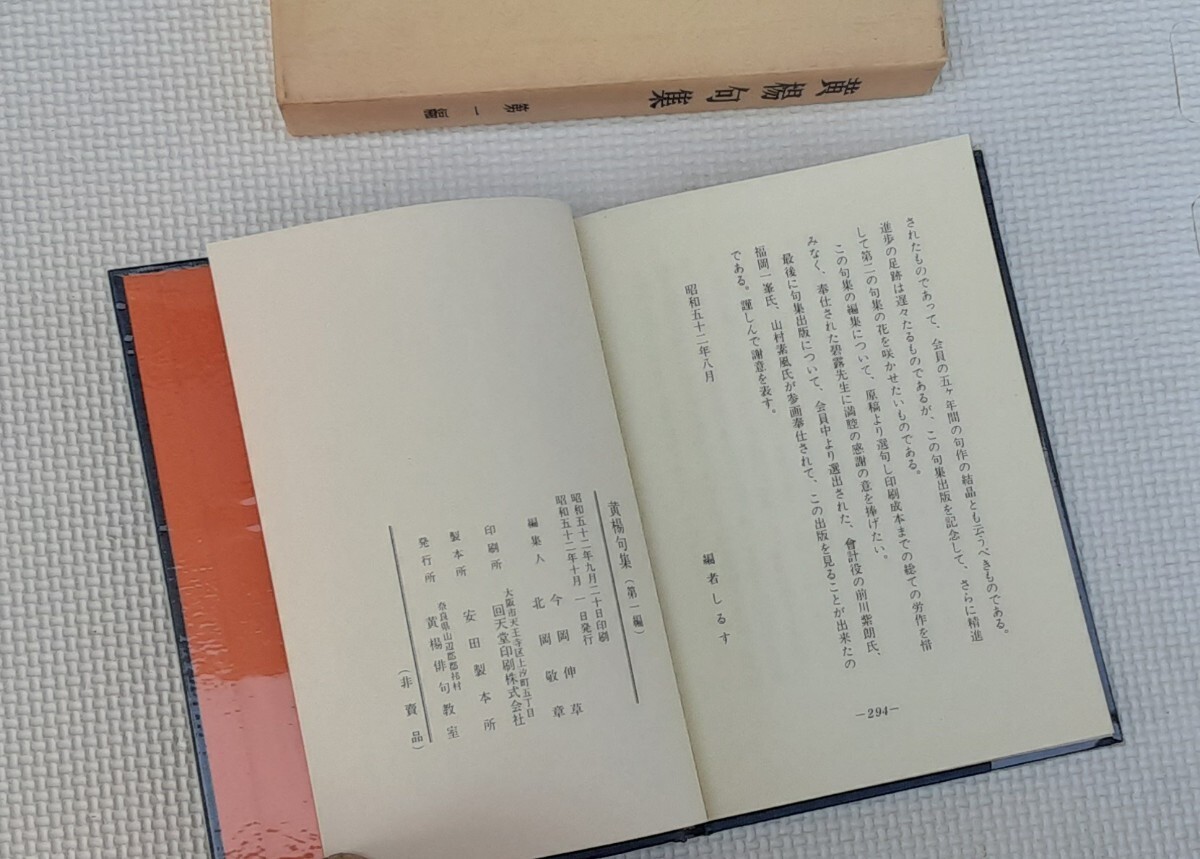 黄楊句集
第一編
されたものであって、会員の五ヶ年間の句作の結晶とも云うべきものである。
進歩の足跡は遅々たるものであるが、この句集出版を記念して、さらに精進
して第二の句集の花を咲かせたいものである。
この句集の編集について、原稿より選句し印刷成本までの総ての労作を惜
みなく、奉仕された碧露先生に満腔の感謝の意を捧げたい。
最後に句集出版について、会員中より選出された、會計役の前川紫朗氏、
福岡一峯氏、山村素風氏が参画奉仕されて、この出版を見ることが出来たの
である。謹しんで謝意を表す。
昭和五十二年八月
編者しるす
—294—
黄楊句集(第一編)
昭和五十二年九月二十日印刷
昭和五十二年十月一日発行
編集人 今岡伸草
北岡敬章
印刷所 大阪市天王寺区上汐町五丁目
回天堂印刷株式会社
製本所 安田製本所
発行所 奈良県山辺郡都祁村
黄楊俳句教室
(非賣品)